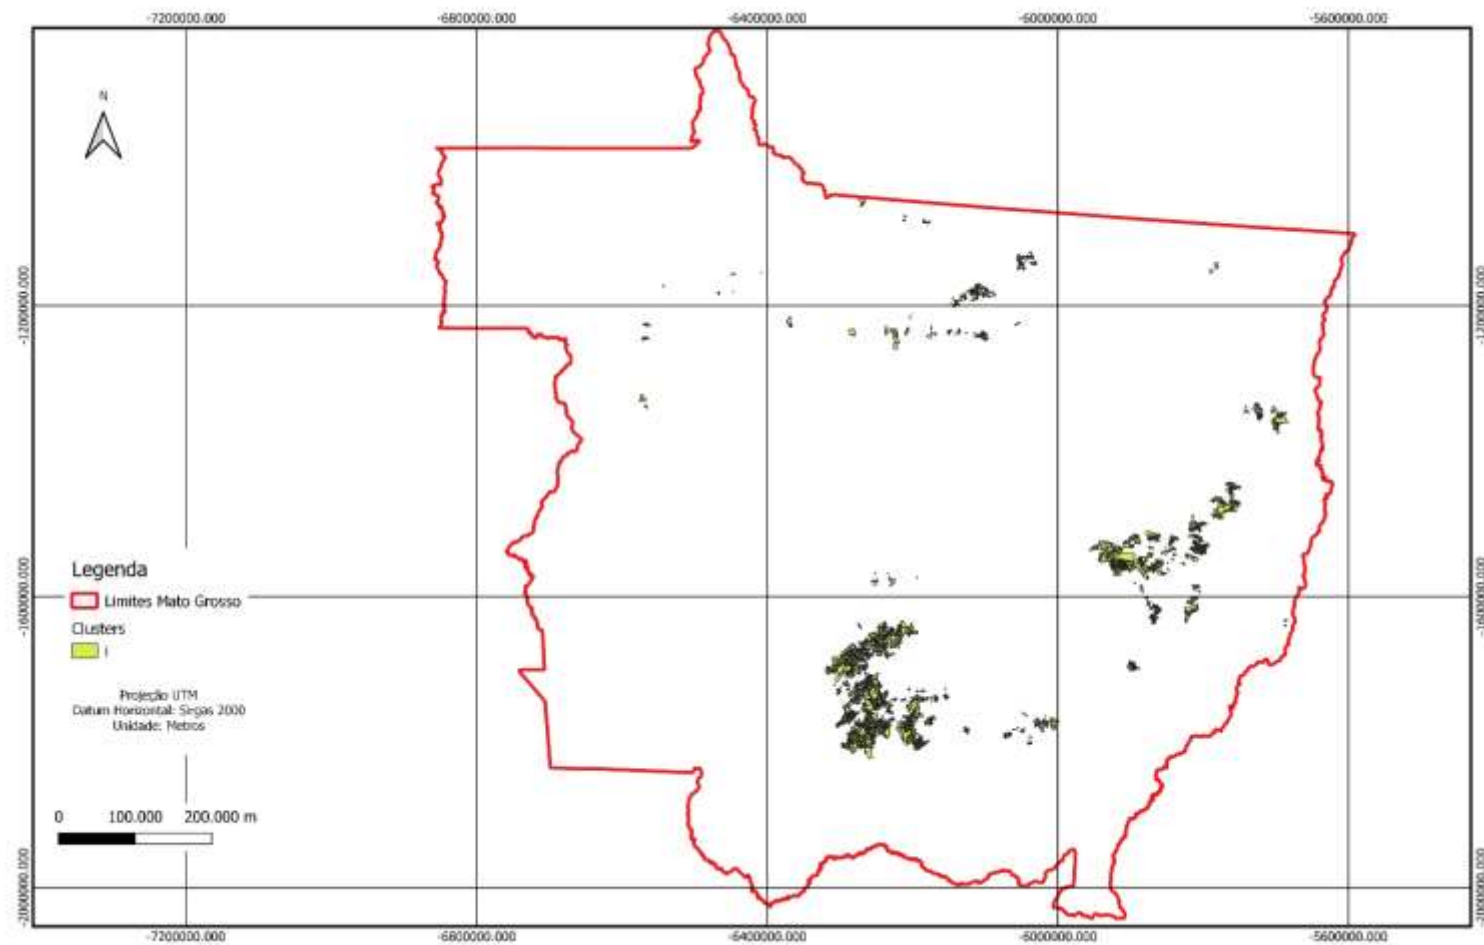 -7200000.000 -6800000.000 -6400000.000 -6000000.000 -5600000.000
N
-1200000.000 -1200000.000
-1600000.000 -1600000.000
-2000000.000 -2000000.000
Legenda
Limites Mato Grosso
Clusters
I
Projeção UTM
Datum Horizontal: Sirgas 2000
Unidade: Metros
0 100.000 200.000 m
-7200000.000 -6800000.000 -6400000.000 -6000000.000 -5600000.000